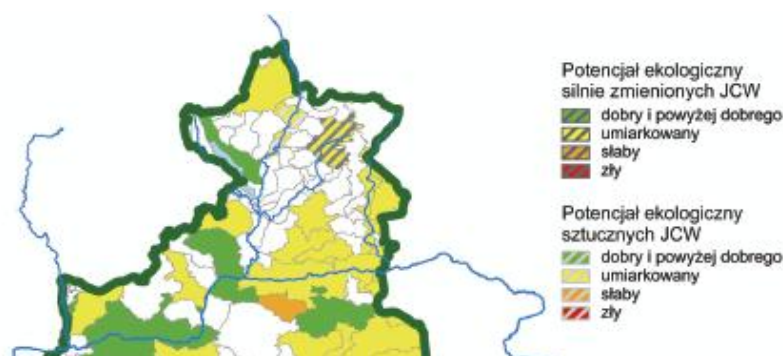 Potencjał ekologiczny
silnie zmienionych JCW
dobry i powyżej dobrego
umiarkowany
słaby
zły
Potencjał ekologiczny
sztucznych JCW
dobry i powyżej dobrego
umiarkowany
słaby
zły